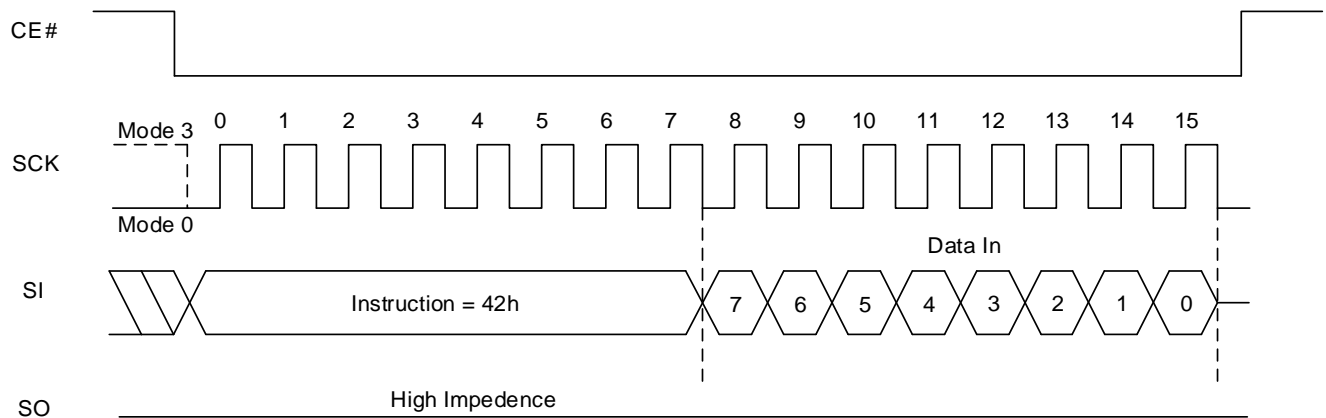 CE#
Mode 3
0 1 2 3 4 5 6 7 8 9 10 11 12 13 14 15
SCK
Mode 0
Data In
SI
Instruction = 42h
7 6 5 4 3 2 1 0
High Impedence
SO